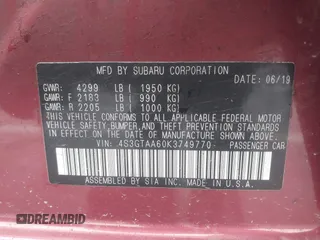 MFD BY SUBARU CORPORATION
GVWR: 4299 LB ( 1950 KG) DATE: 06/19
GAWR: F 2183 LB ( 990 KG)
GAWR: R 2205 LB ( 1000 KG)
THIS VEHICLE CONFORMS TO ALL APPLICABLE FEDERAL MOTOR
VEHICLE SAFETY, BUMPER, AND THEFT PREVENTION STANDARDS
IN EFFECT ON THE DATE OF MANUFACTURE SHOWN ABOVE.
VIN: 4S3GTAA60K3749770 PASSENGER CAR
ASSEMBLED BY SIA INC. MADE IN U.S.A.
DREAMBID